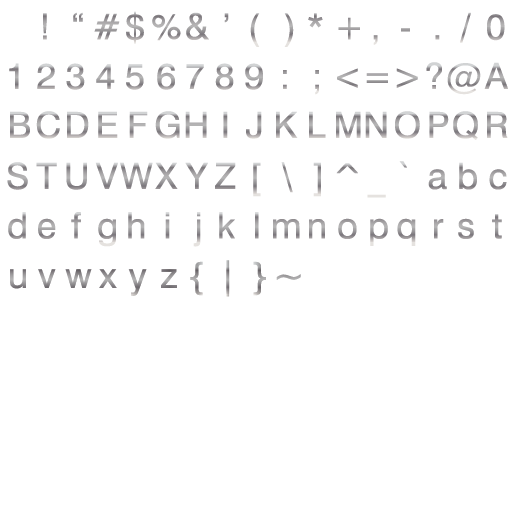 ! “ # $ % & ’ ( ) * + , - . / 0
1 2 3 4 5 6 7 8 9 : ; < = > ? @ A
B C D E F G H I J K L M N O P Q R
S T U V W X Y Z [ \ ] ^ _ ` a b c
d e f g h i j k l m n o p q r s t
u v w x y z { | } ~